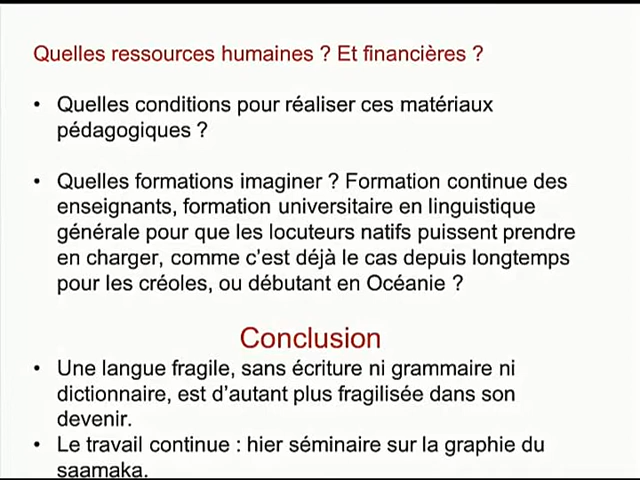 Quelles ressources humaines ? Et financières ?
• Quelles conditions pour réaliser ces matériaux
pédagogiques ?
• Quelles formations imaginer ? Formation continue des
enseignants, formation universitaire en linguistique
générale pour que les locuteurs natifs puissent prendre
en charger, comme c'est déjà le cas depuis longtemps
pour les créoles, ou débutant en Océanie ?
Conclusion
• Une langue fragile, sans écriture ni grammaire ni
dictionnaire, est d'autant plus fragilisée dans son
devenir.
• Le travail continue : hier séminaire sur la graphie du
saamaka.